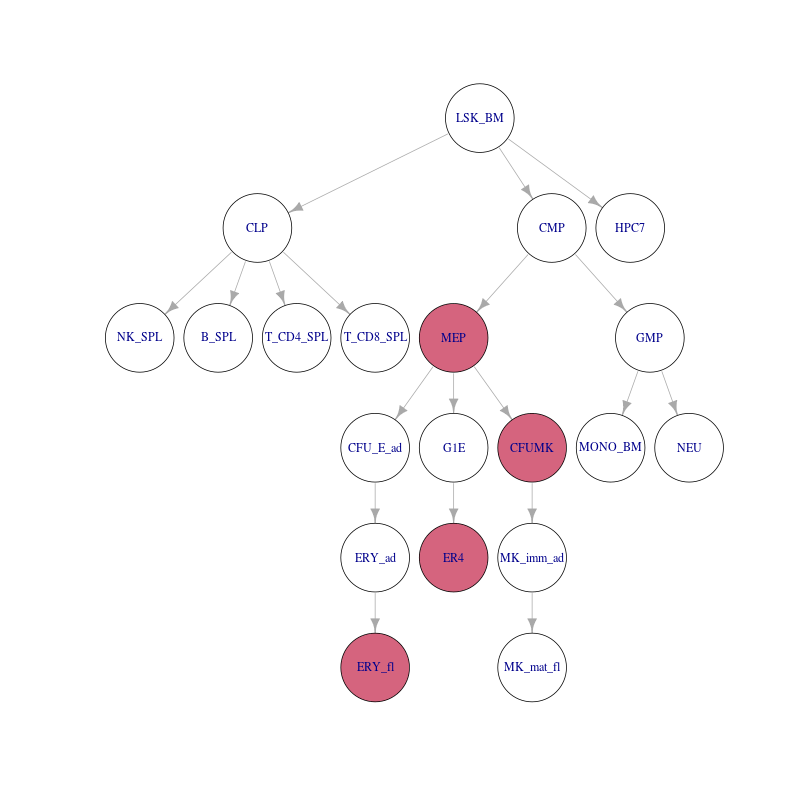 LSK_BM
CLP
CMP
HPC7
NK_SPL
B_SPL
T_CD4_SPL
T_CD8_SPL
MEP
GMP
CFU_E_ad
G1E
CFUMK
MONO_BM
NEU
ERY_ad
ER4
MK_imm_ad
ERY_fl
MK_mat_fl